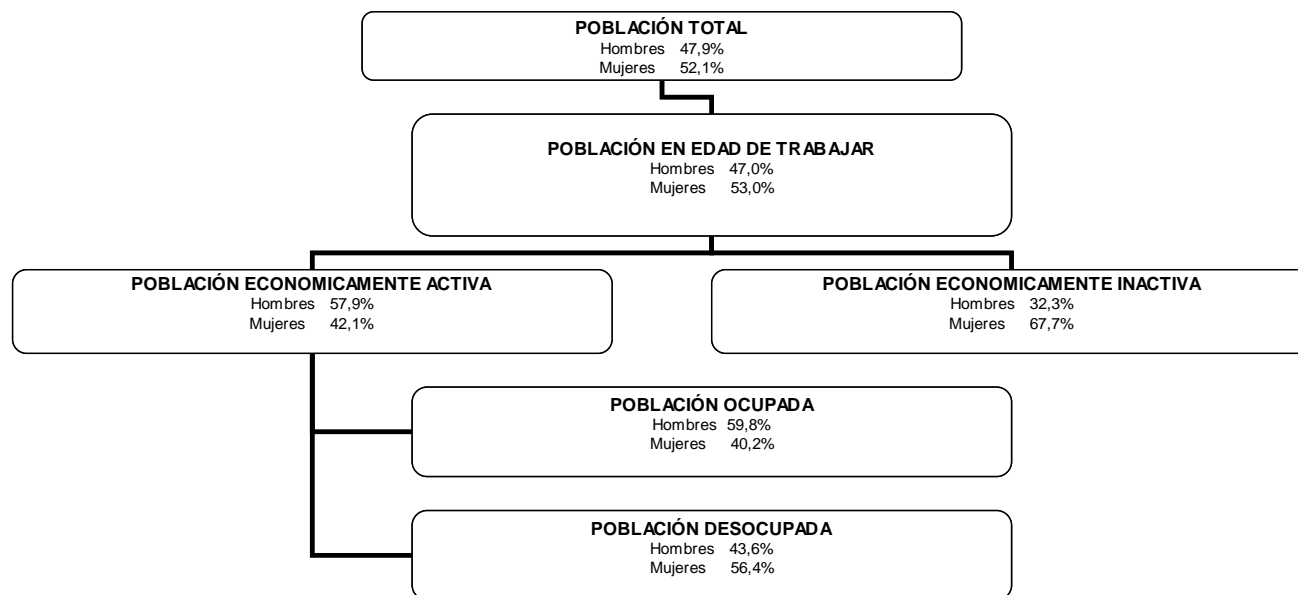 POBLACIÓN TOTAL
Hombres 47,9%
Mujeres 52,1%
POBLACIÓN EN EDAD DE TRABAJAR
Hombres 47,0%
Mujeres 53,0%
POBLACIÓN ECONOMICAMENTE ACTIVA
Hombres 57,9%
Mujeres 42,1%
POBLACIÓN ECONOMICAMENTE INACTIVA
Hombres 32,3%
Mujeres 67,7%
POBLACIÓN OCUPADA
Hombres 59,8%
Mujeres 40,2%
POBLACIÓN DESOCUPADA
Hombres 43,6%
Mujeres 56,4%